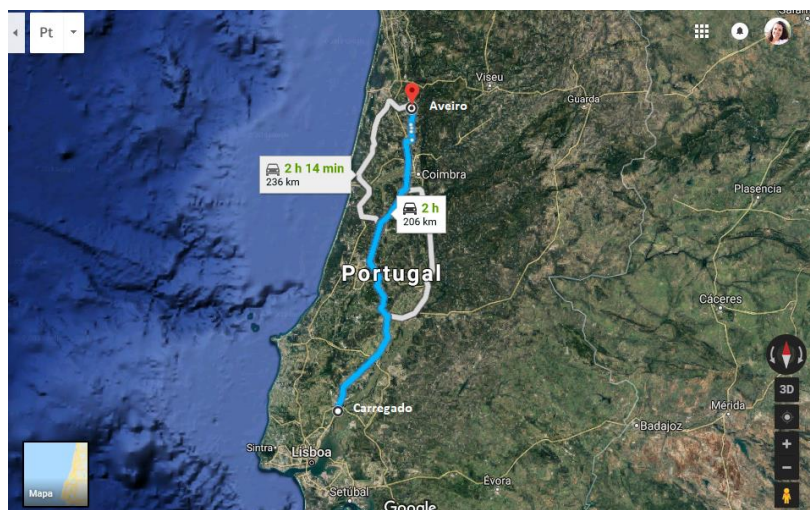 Pt
Saran
Viseu
Aveiro
Guarda
2 h 14 min
236 km
Coimbra
Plasencia
2 h
206 km
Portugal
Cáceres
3D
Carregado
Mérida
Badajoz
Sintra
Lisboa
Évora
Mapa
Setúbal
Google